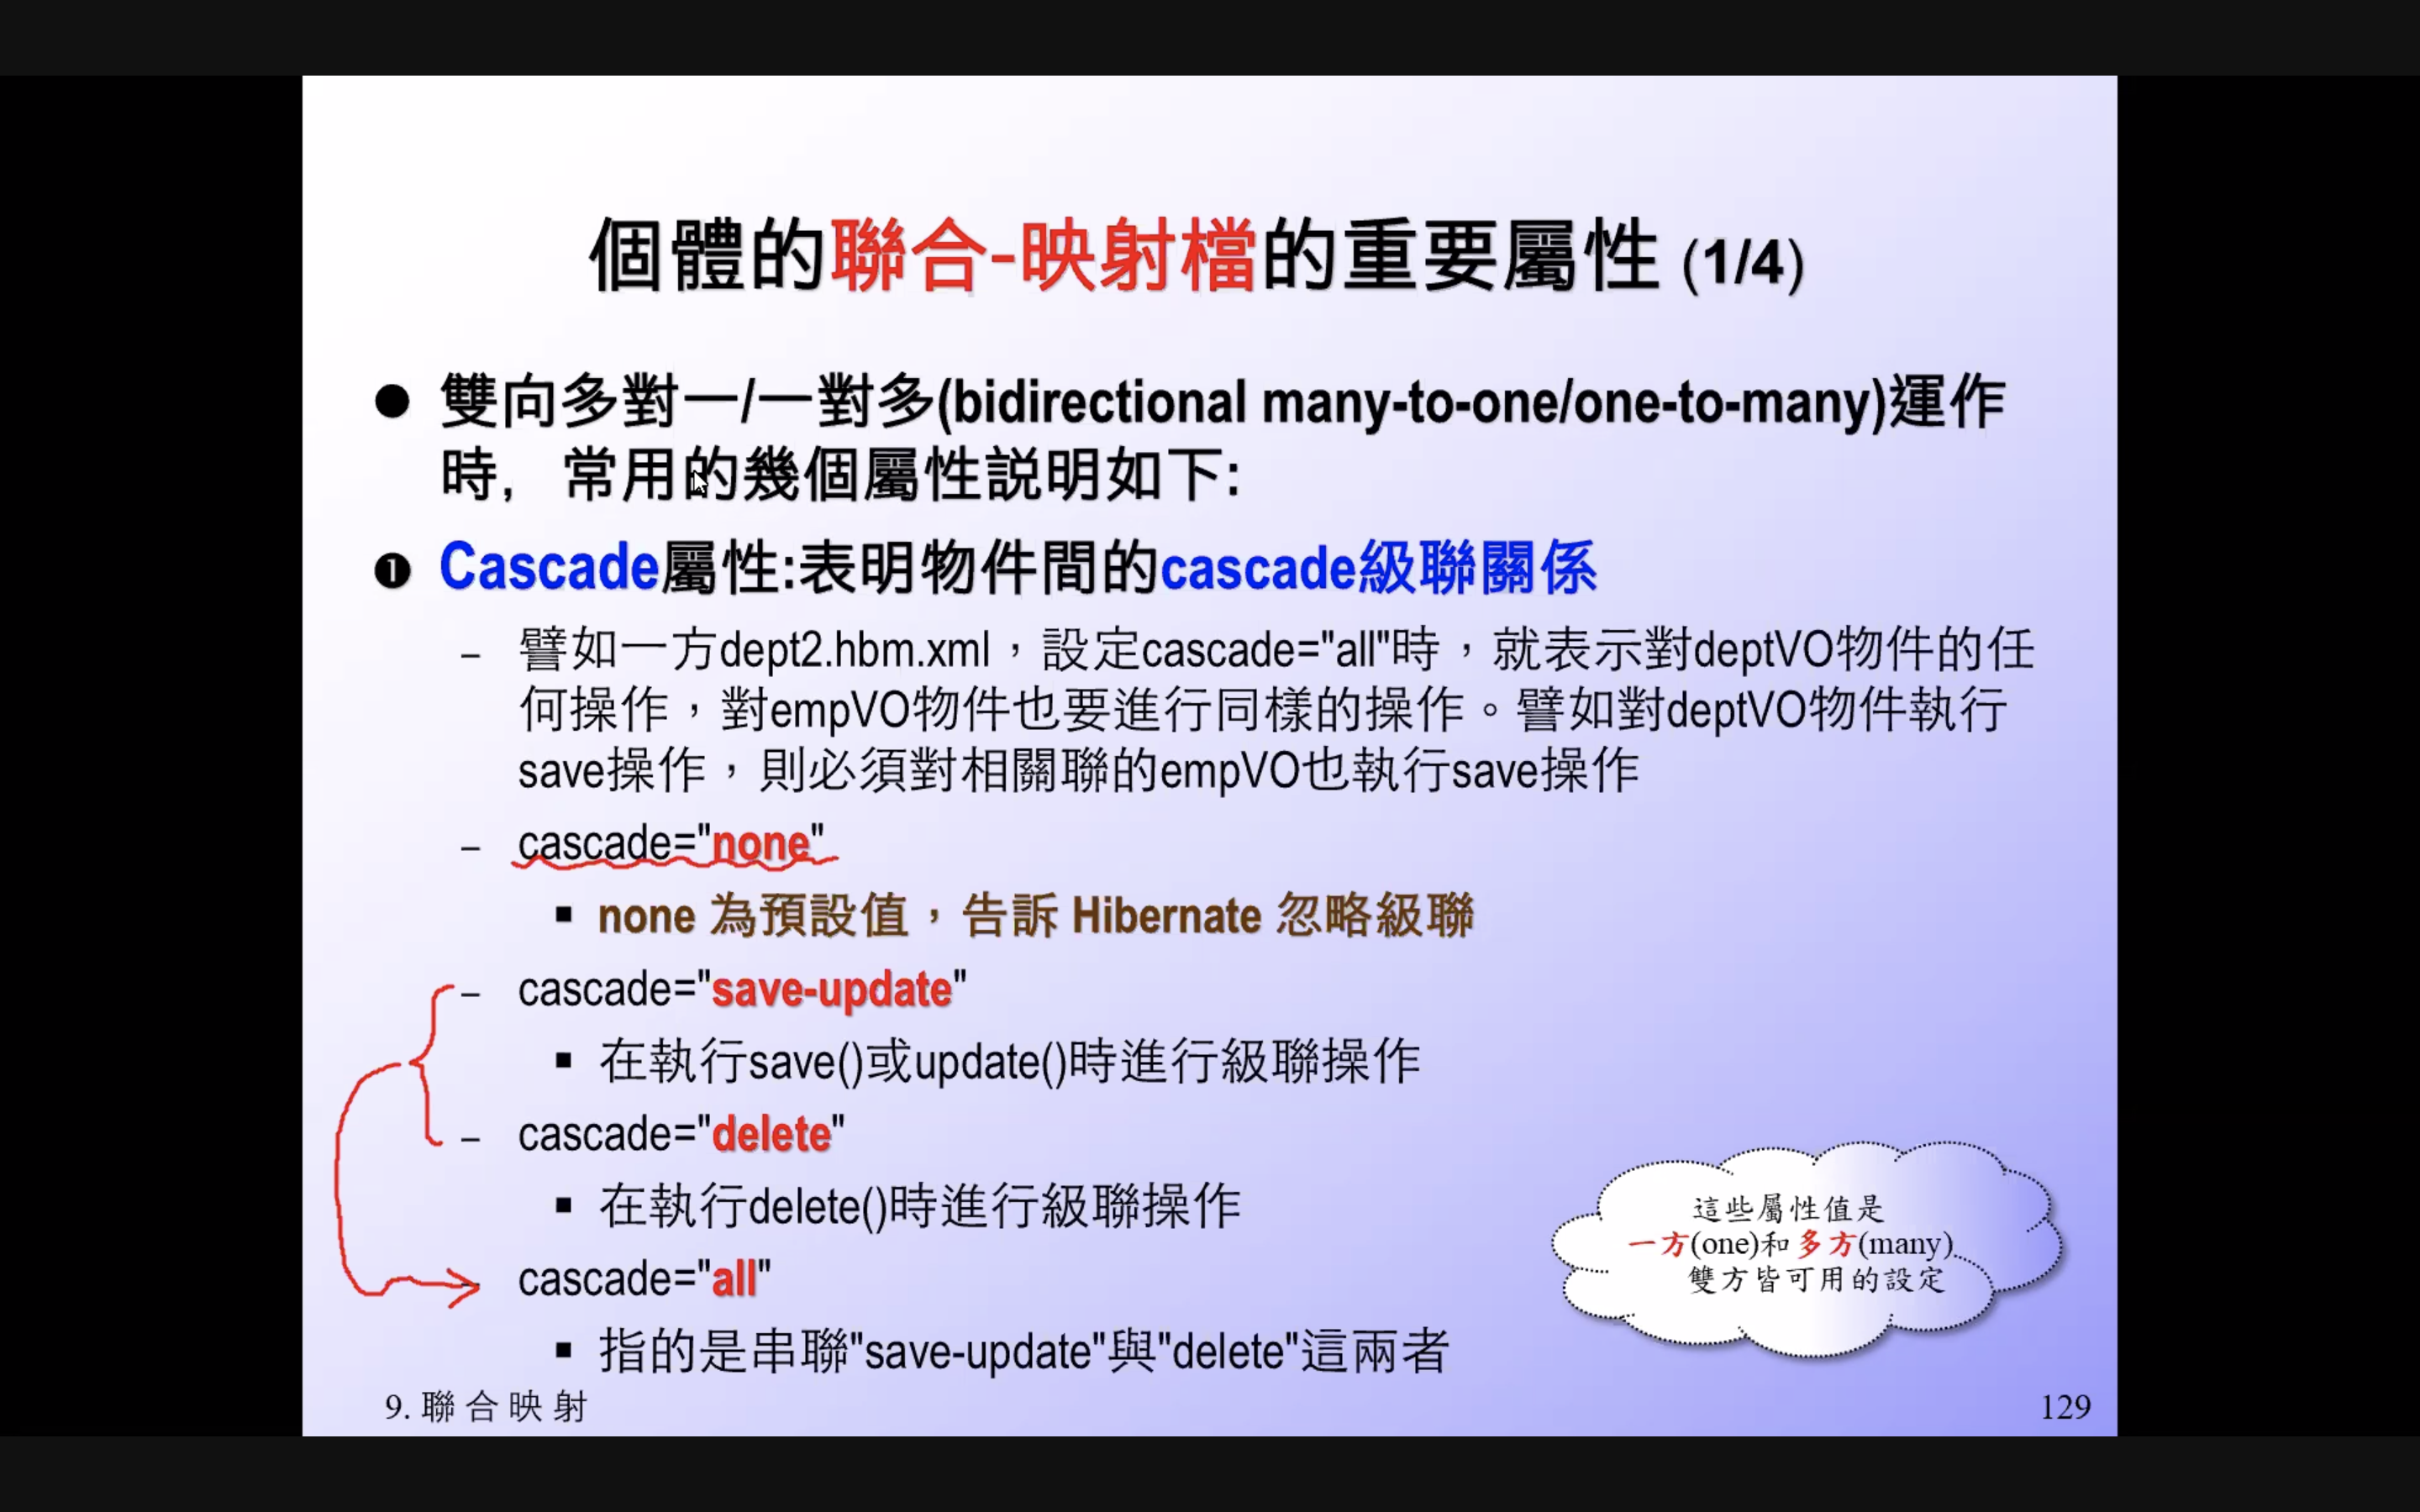 個體的聯合-映射檔的重要屬性 (1/4)
● 雙向多對一/一對多(bidirectional many-to-one/one-to-many)運作
時, 常用的幾個屬性說明如下:
❶ Cascade屬性:表明物件間的cascade級聯關係
– 譬如一方dept2.hbm.xml，設定cascade="all"時，就表示對deptVO物件的任
何操作，對empVO物件也要進行同樣的操作。譬如對deptVO物件執行
save操作，則必須對相關聯的empVO也執行save操作
– cascade="none"
▪ none 為預設值，告訴 Hibernate 忽略級聯
– cascade="save-update"
▪ 在執行save()或update()時進行級聯操作
– cascade="delete"
▪ 在執行delete()時進行級聯操作
– cascade="all"
▪ 指的是串聯"save-update"與"delete"這兩者
這些屬性值是
一方(one)和多方(many)
雙方皆可用的設定
9. 聯合映射
129